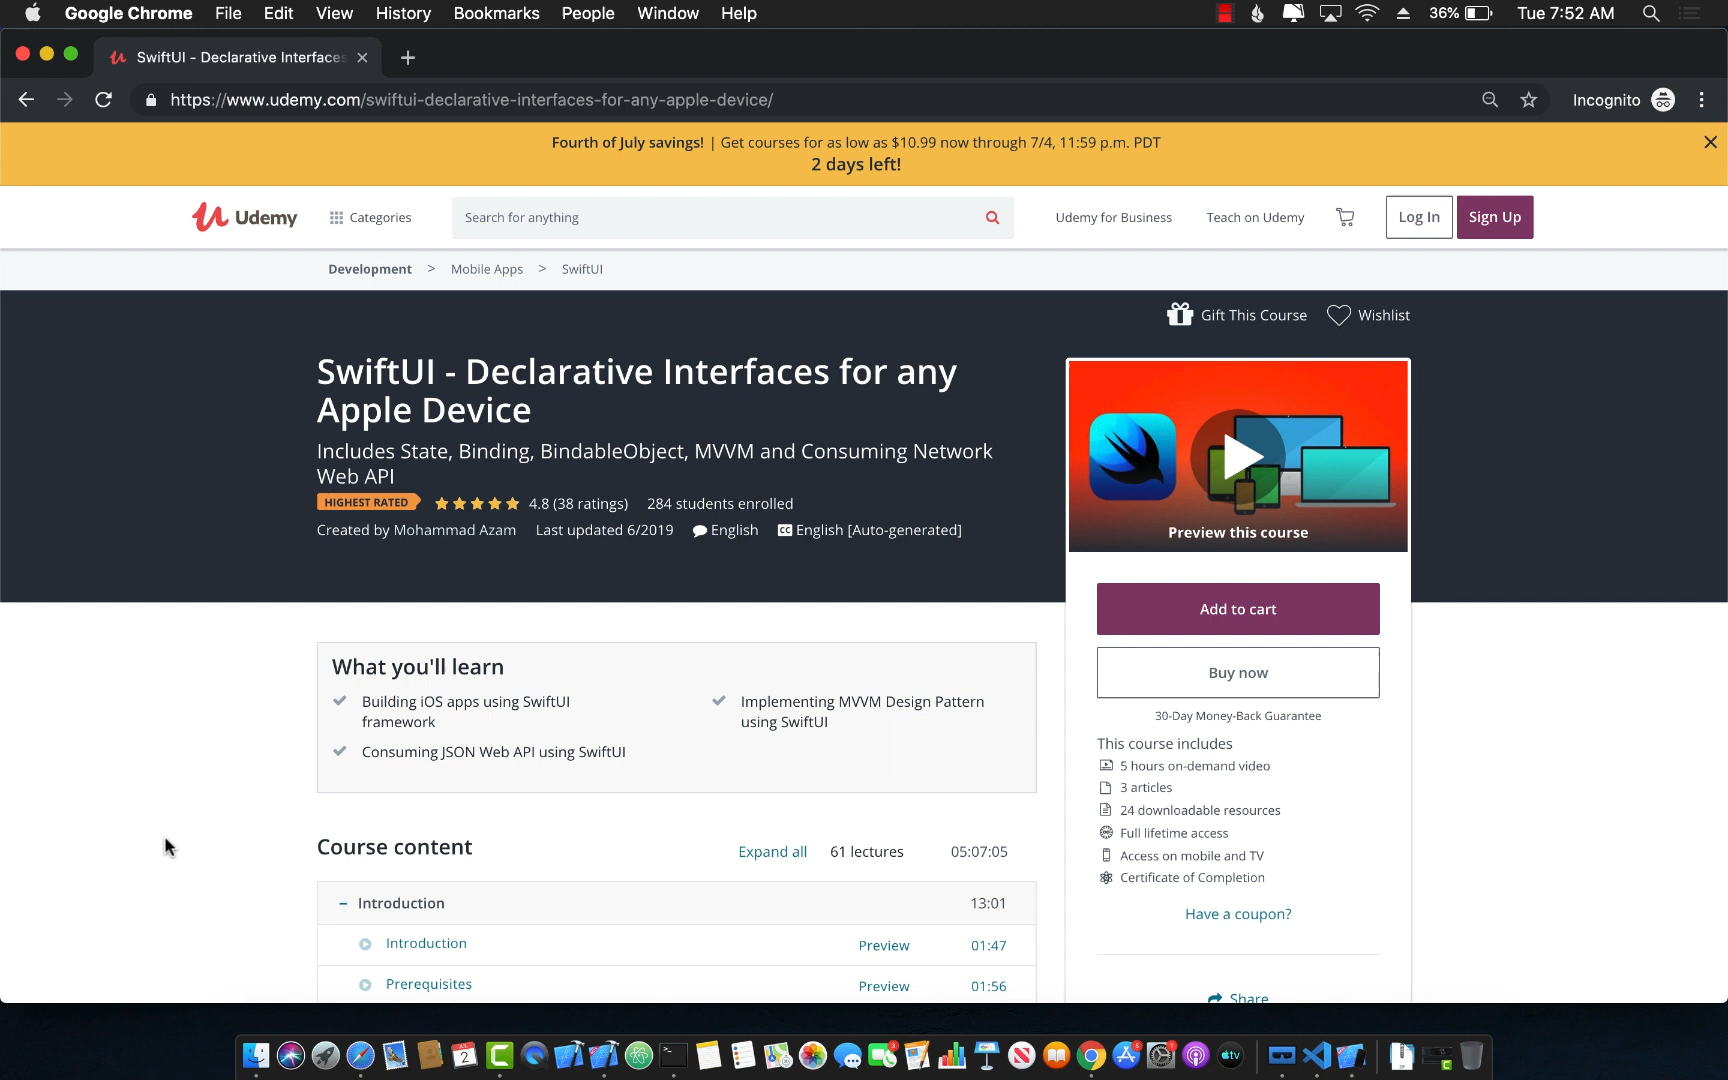 Google Chrome File Edit View History Bookmarks People Window Help 36% Tue 7:52 AM
SwiftUI - Declarative Interfaces
https://www.udemy.com/swiftui-declarative-interfaces-for-any-apple-device/ Incognito
Fourth of July savings! | Get courses for as low as $10.99 now through 7/4, 11:59 p.m. PDT
2 days left!
Udemy Categories Search for anything Udemy for Business Teach on Udemy Log In Sign Up
Development > Mobile Apps > SwiftUI
Gift This Course Wishlist
SwiftUI - Declarative Interfaces for any
Apple Device
Includes State, Binding, BindableObject, MVVM and Consuming Network
Web API
HIGHEST RATED 4.8 (38 ratings) 284 students enrolled
Created by Mohammad Azam Last updated 6/2019 English CC English [Auto-generated]
Preview this course
Add to cart
Buy now
30-Day Money-Back Guarantee
This course includes
5 hours on-demand video
3 articles
24 downloadable resources
Full lifetime access
Access on mobile and TV
Certificate of Completion
Have a coupon?
Share
What you'll learn
Building iOS apps using SwiftUI
framework
Consuming JSON Web API using SwiftUI
Implementing MVVM Design Pattern
using SwiftUI
Course content Expand all 61 lectures 05:07:05
Introduction 13:01
Introduction Preview 01:47
Prerequisites Preview 01:56